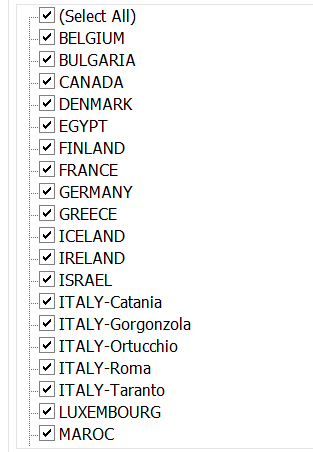 (Select All)
BELGIUM
BULGARIA
CANADA
DENMARK
EGYPT
FINLAND
FRANCE
GERMANY
GREECE
ICELAND
IRELAND
ISRAEL
ITALY-Catania
ITALY-Gorgonzola
ITALY-Ortucchio
ITALY-Roma
ITALY-Taranto
LUXEMBOURG
MAROC